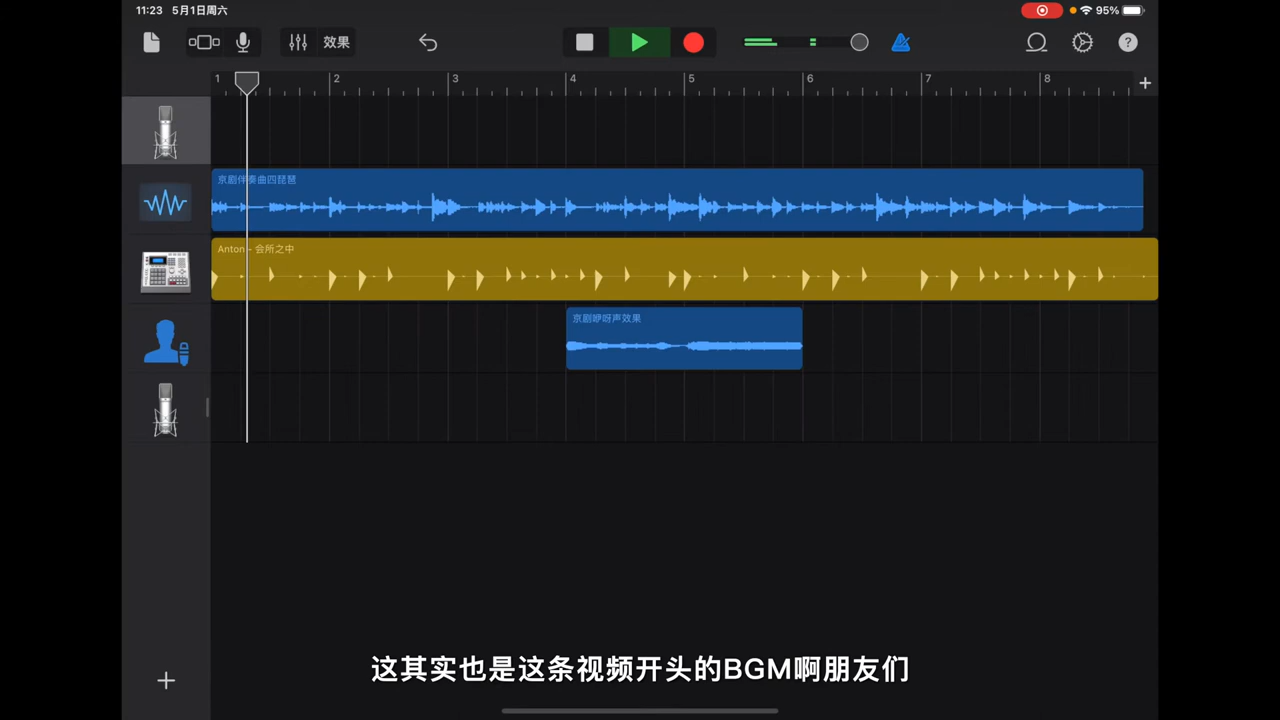 11:23 5月1日周六
95%
效果
1 2 3 4 5 6 7 8
京剧伴奏曲四琵琶
Anton - 会所之中
京剧咿呀声效果
这其实也是这条视频开头的BGM啊朋友们